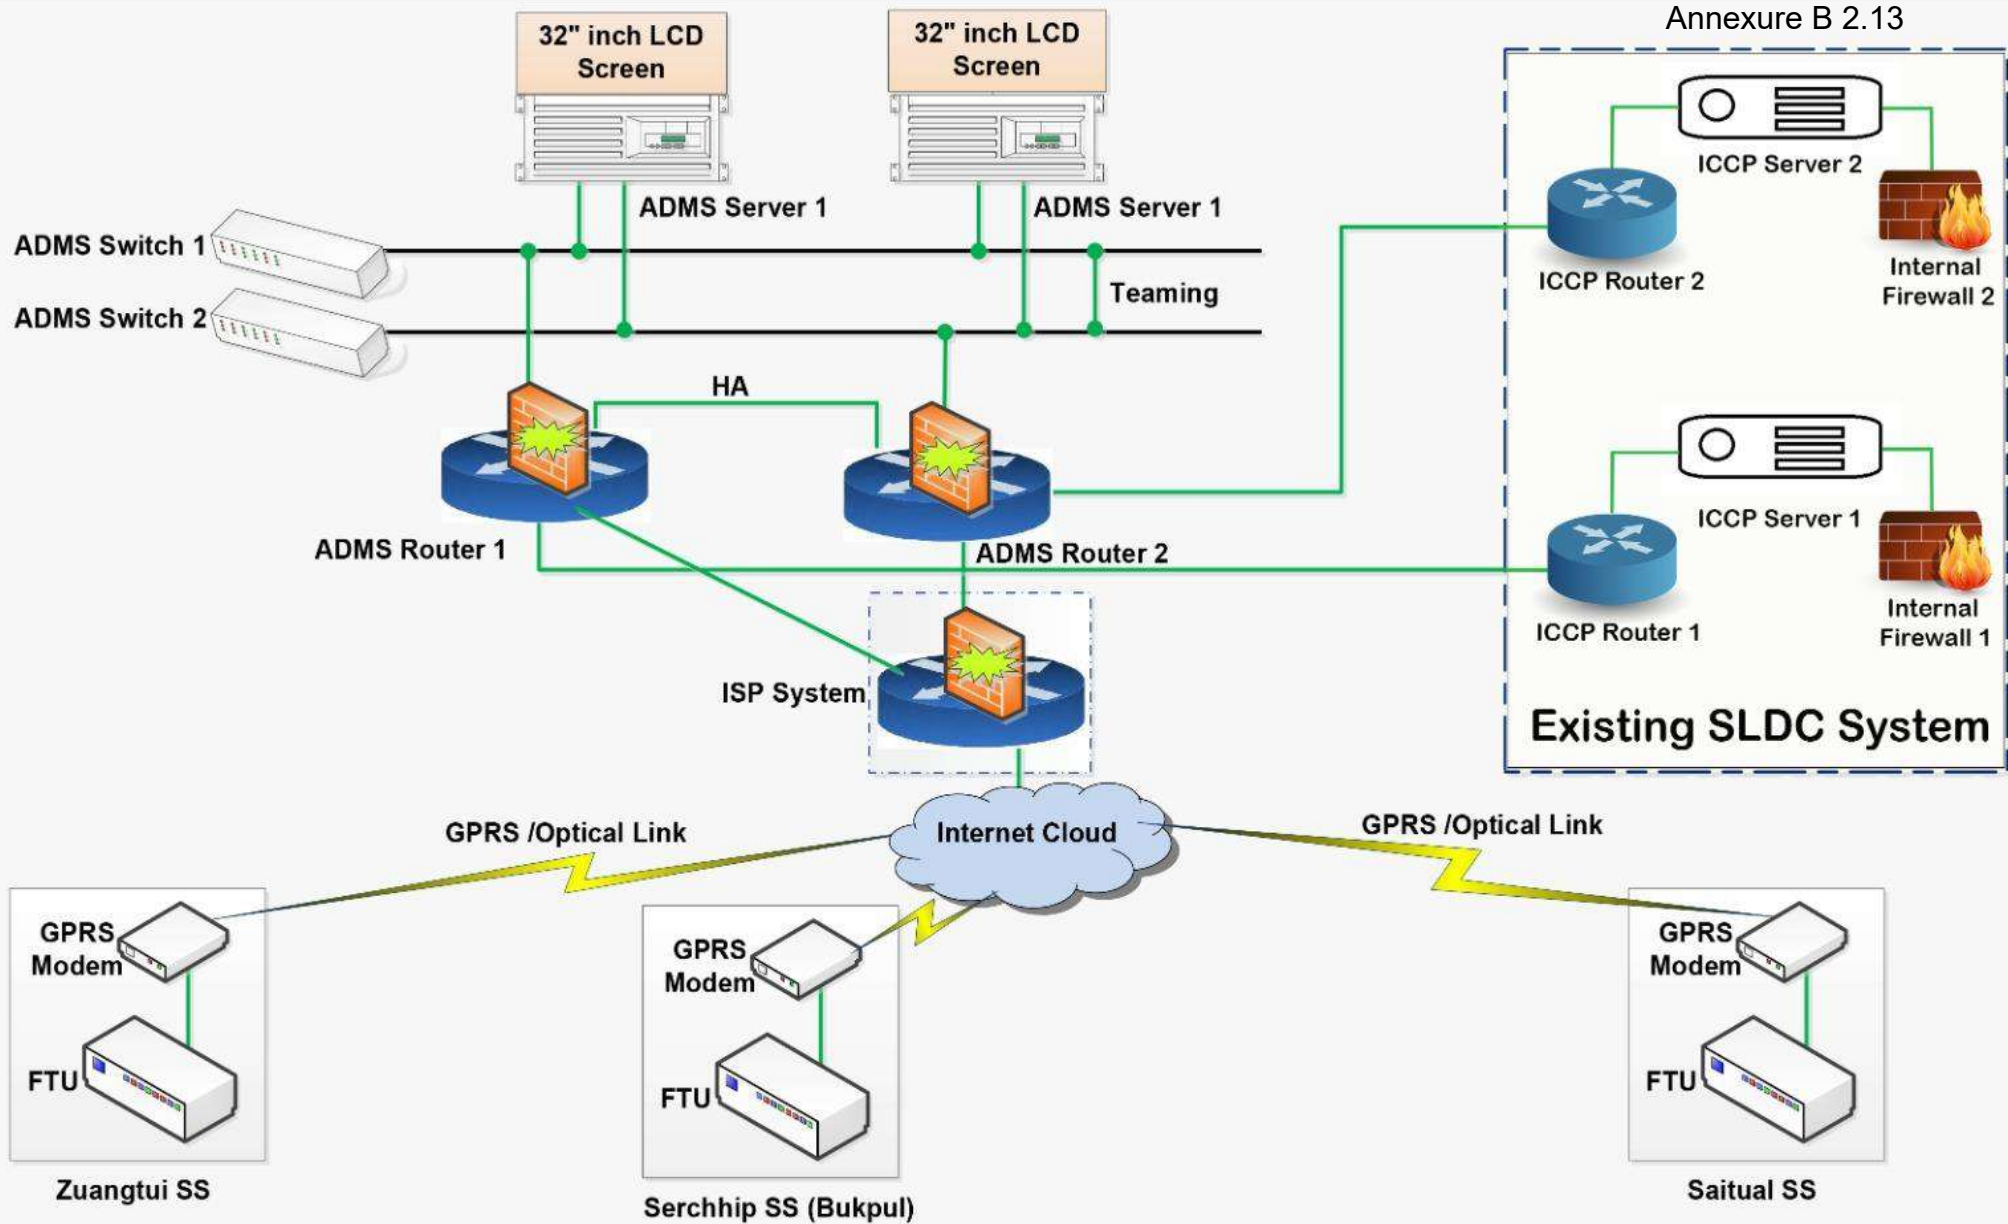 Annexure B 2.13
32" inch LCD
Screen
32" inch LCD
Screen
ADMS Server 1
ADMS Server 1
ADMS Switch 1
ADMS Switch 2
Teaming
HA
ADMS Router 1
ADMS Router 2
ISP System
ICCP Server 2
ICCP Router 2
Internal
Firewall 2
ICCP Server 1
ICCP Router 1
Internal
Firewall 1
Existing SLDC System
Internet Cloud
GPRS /Optical Link
GPRS /Optical Link
GPRS
Modem
FTU
Zuangtui SS
GPRS
Modem
FTU
Serchhip SS (Bukpul)
GPRS
Modem
FTU
Saitual SS